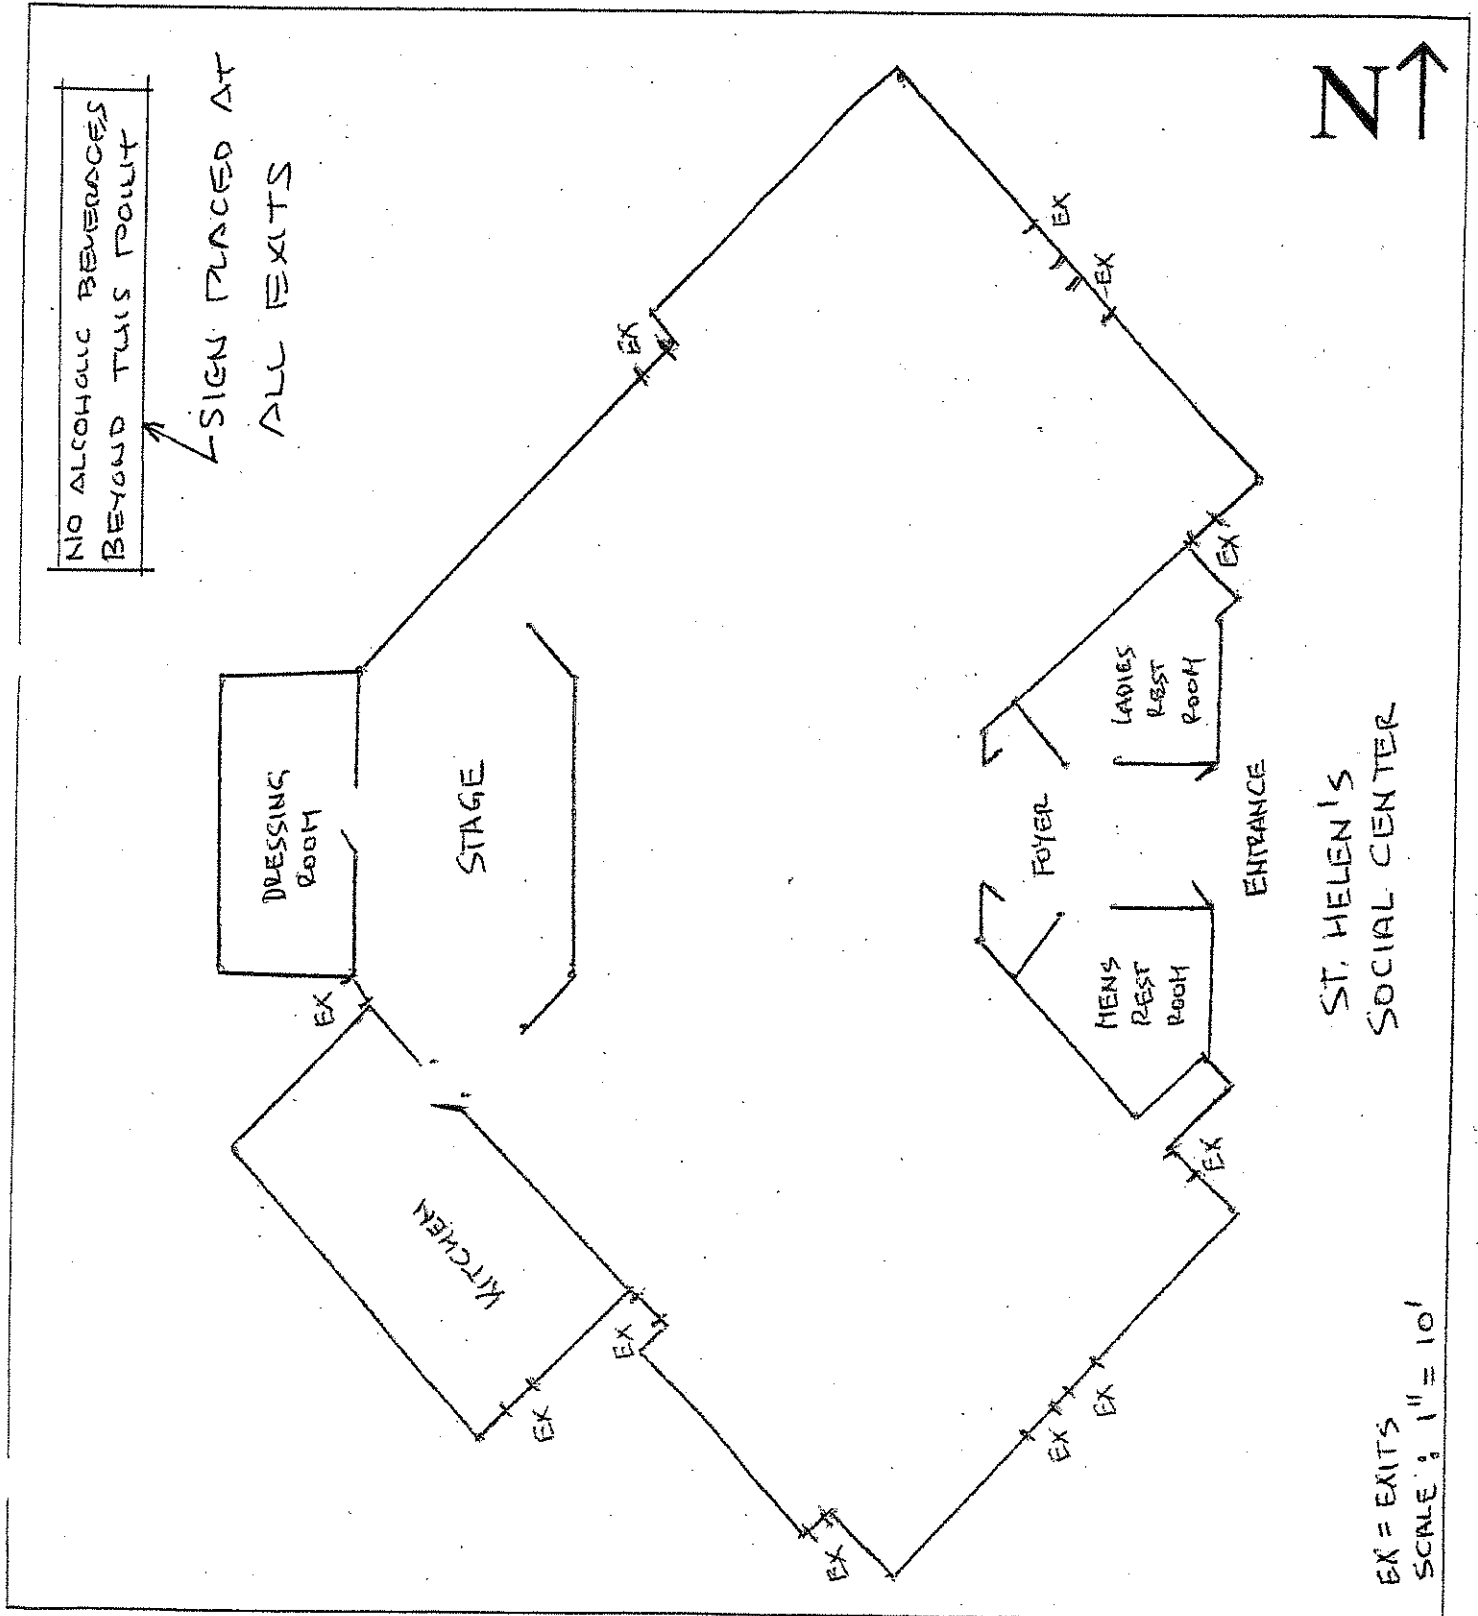 NO ALCOHOLIC BEVERAGES
BEYOND THIS POINT
SIGN PLACED AT
ALL EXITS
N
DRESSING
ROOM
STAGE
KITCHEN
EX
EX
EX
EX
EX
EX
EX
EX
EX
EX
EX
EX
FOYER
MENS
REST
ROOM
LADIES
REST
ROOM
ENTRANCE
ST. HELEN'S
SOCIAL CENTER
EX = EXITS
SCALE: 1" = 10'